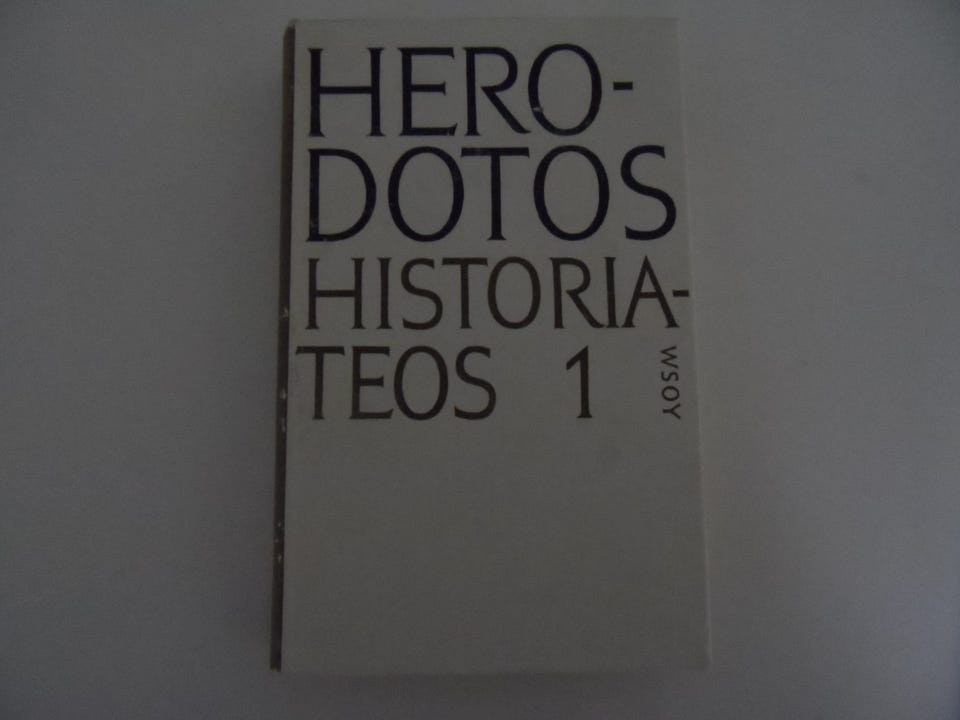 HERO-
DOTOS
HISTORIA-
TEOS 1
WSOY